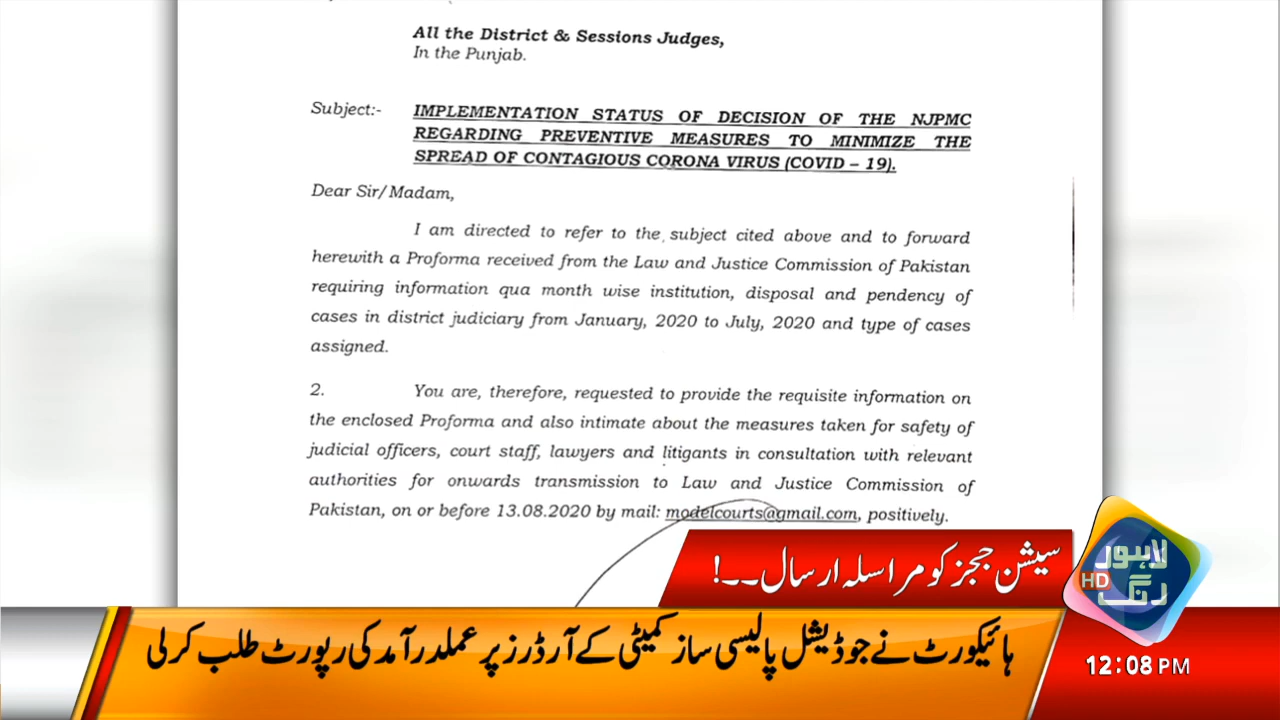 All the District & Sessions Judges,
In the Punjab.
Subject:- IMPLEMENTATION STATUS OF DECISION OF THE NJPMC
REGARDING PREVENTIVE MEASURES TO MINIMIZE THE
SPREAD OF CONTAGIOUS CORONA VIRUS (COVID – 19).
Dear Sir/Madam,
I am directed to refer to the subject cited above and to forward
herewith a Proforma received from the Law and Justice Commission of Pakistan
requiring information qua month wise institution, disposal and pendency of
cases in district judiciary from January, 2020 to July, 2020 and type of cases
assigned.
2. You are, therefore, requested to provide the requisite information on
the enclosed Proforma and also intimate about the measures taken for safety of
judicial officers, court staff, lawyers and litigants in consultation with relevant
authorities for onwards transmission to Law and Justice Commission of
Pakistan, on or before 13.08.2020 by mail: modelcourts@gmail.com, positively.
سیشن ججز کو مراسلہ ارسال۔۔!
لاہور
HD رنگ
ہائیکورٹ نے جوڈیشل پالیسی ساز کمیٹی کے آرڈرز پر عملدرآمد کی رپورٹ طلب کرلی
12:08 PM